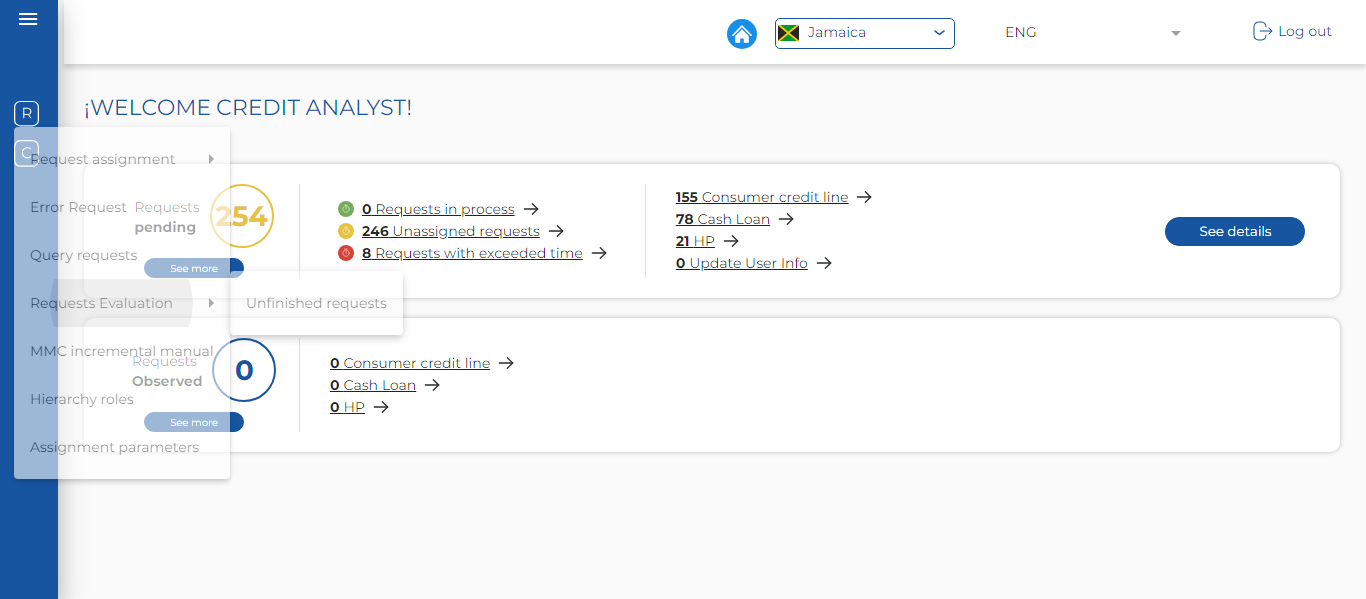 Jamaica
ENG
Log out
¡WELCOME CREDIT ANALYST!
R
C
Request assignment
Error Request
Query requests
Requests Evaluation
Unfinished requests
MMC incremental manual
Hierarchy roles
Assignment parameters
Requests
pending
254
See more
0 Requests in process
246 Unassigned requests
8 Requests with exceeded time
155 Consumer credit line
78 Cash Loan
21 HP
0 Update User Info
See details
Requests
Observed
0
See more
0 Consumer credit line
0 Cash Loan
0 HP